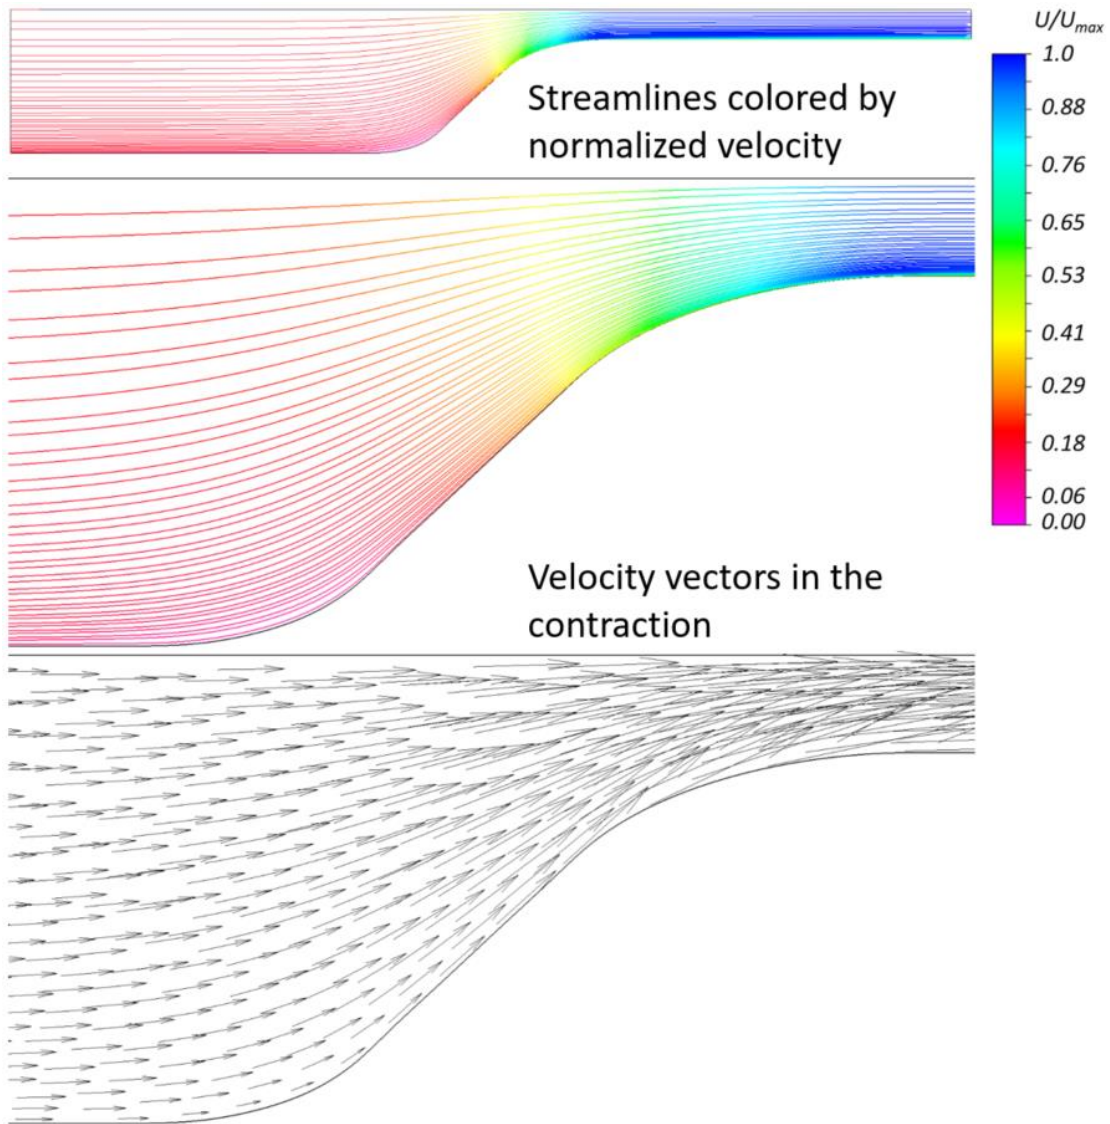 U/Umax
1.0
Streamlines colored by
0.88
normalized velocity
0.76
0.65
0.53
0.41
0.29
0.18
0.06
0.00
Velocity vectors in the
contraction